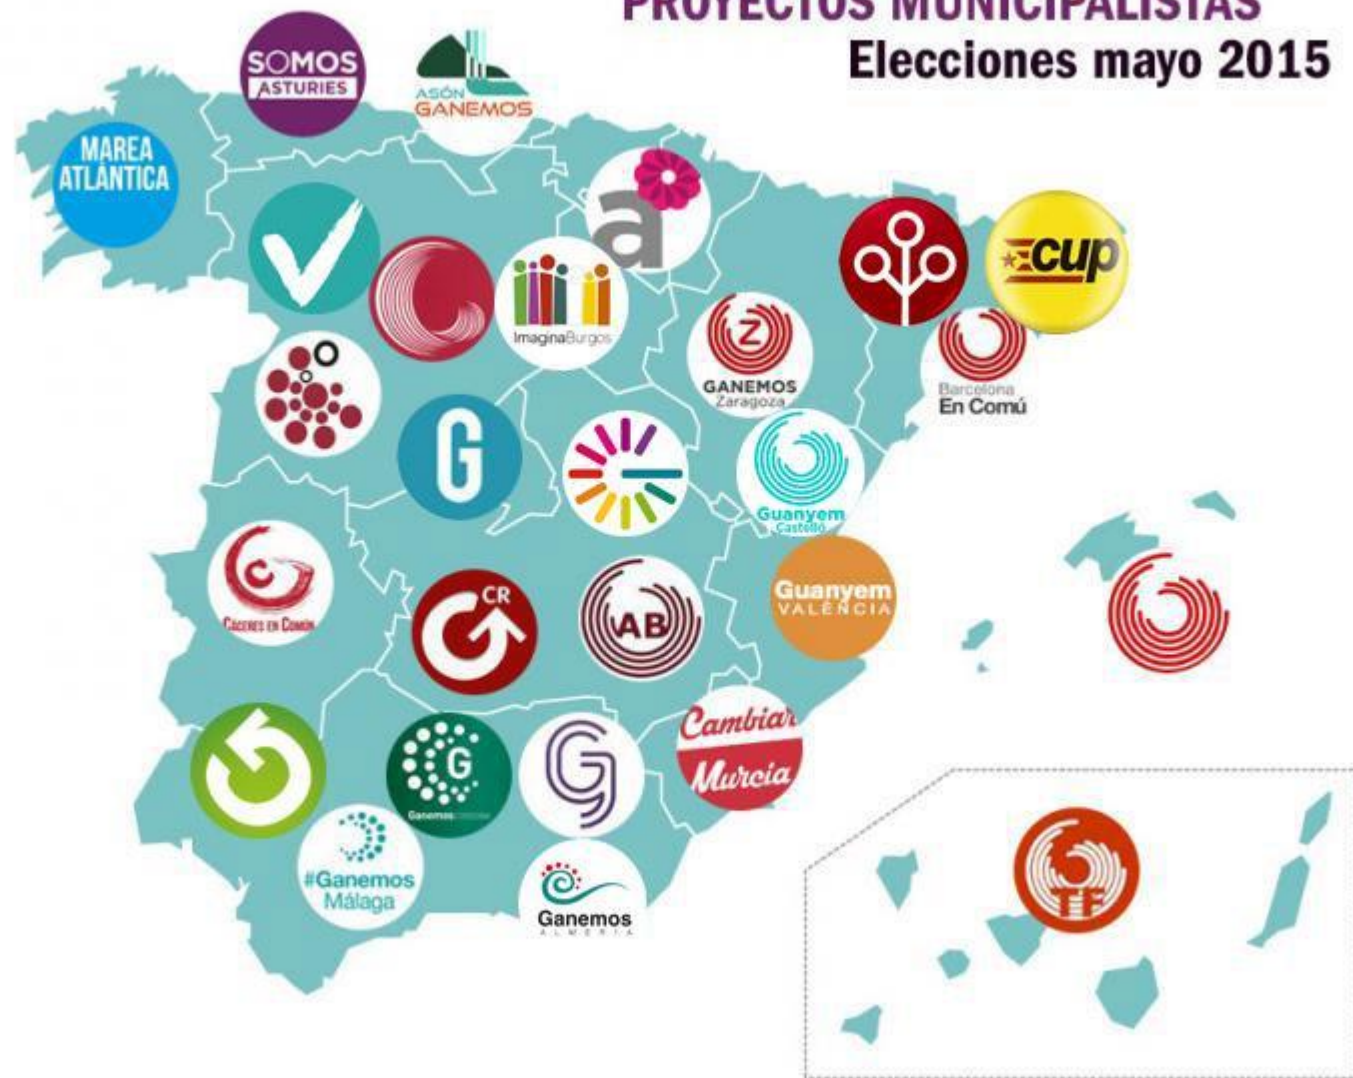 PROYECTOS MUNICIPALISTAS
Elecciones mayo 2015
SOMOS
ASTURIES
ASÓN
GANEMOS
MAREA
ATLÁNTICA
a
ImaginaBurgos
cup
Z
GANEMOS
Zaragoza
Barcelona
En Comú
G
Guanyem
Castelló
C
CÁCERES EN COMÚN
CR
AB
Guanyem
VALÈNCIA
Cambiar
Murcia
G
Ganemos
G
#Ganemos
Málaga
Ganemos
ALMERÍA
TF